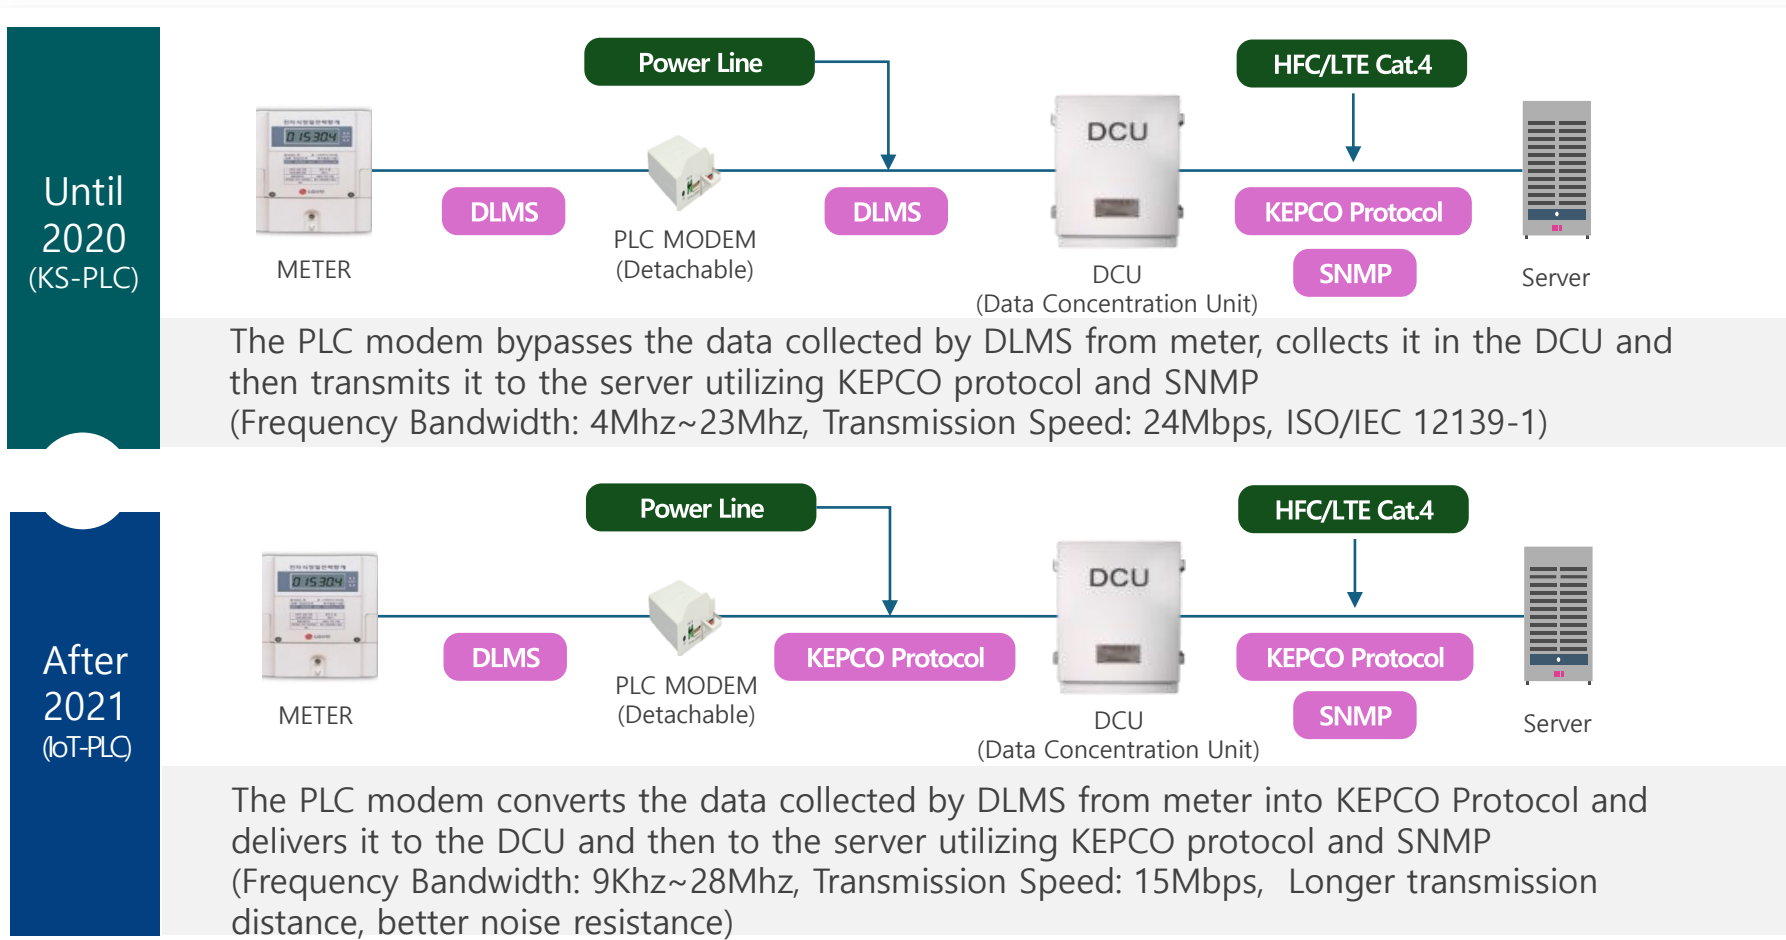 Until
2020
(KS-PLC)
Power Line
HFC/LTE Cat.4
01530.4
DCU
DLMS
DLMS
KEPCO Protocol
SNMP
METER
PLC MODEM
(Detachable)
DCU
(Data Concentration Unit)
Server
The PLC modem bypasses the data collected by DLMS from meter, collects it in the DCU and
then transmits it to the server utilizing KEPCO protocol and SNMP
(Frequency Bandwidth: 4Mhz~23Mhz, Transmission Speed: 24Mbps, ISO/IEC 12139-1)
After
2021
(IoT-PLC)
Power Line
HFC/LTE Cat.4
01530.4
DCU
DLMS
KEPCO Protocol
KEPCO Protocol
SNMP
METER
PLC MODEM
(Detachable)
DCU
(Data Concentration Unit)
Server
The PLC modem converts the data collected by DLMS from meter into KEPCO Protocol and
delivers it to the DCU and then to the server utilizing KEPCO protocol and SNMP
(Frequency Bandwidth: 9Khz~28Mhz, Transmission Speed: 15Mbps,  Longer transmission
distance, better noise resistance)